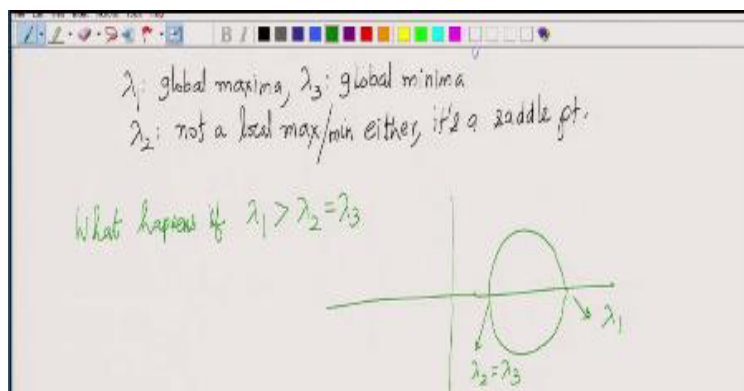 λ₁: global maxima, λ₃: global minima
λ₂: not a local max/min either, it's a saddle pt.
What happens if λ₁ > λ₂ = λ₃
λ₁
λ₂ = λ₃